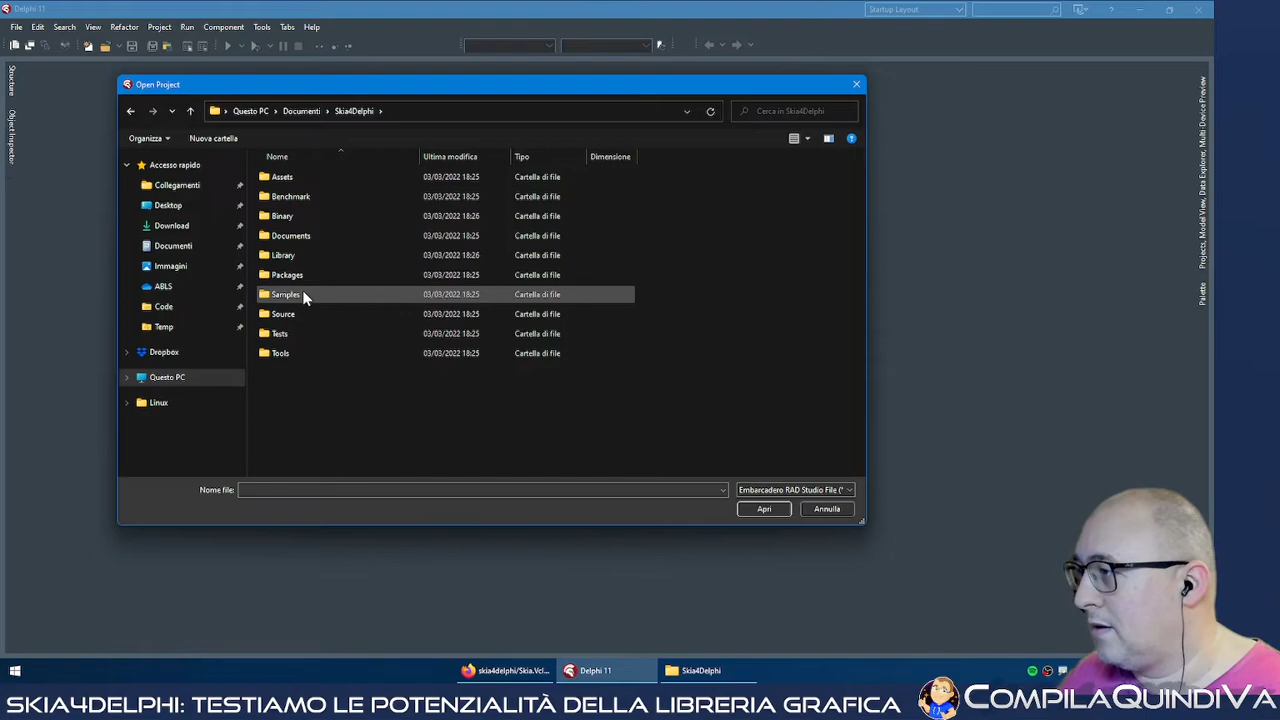 Delphi 11
Startup Layout
File Edit Search View Refactor Project Run Component Tools Tabs Help
Structure
Object Inspector
Open Project
Questo PC > Documenti > Skia4Delphi >
Cerca in Skia4Delphi
Organizza
Nuova cartella
Nome Ultima modifica Tipo Dimensione
Accesso rapido
Collegamenti
Desktop
Download
Documenti
Immagini
ABLS
Code
Temp
Dropbox
Questo PC
Linux
Assets 03/03/2022 18:25 Cartella di file
Benchmark 03/03/2022 18:25 Cartella di file
Binary 03/03/2022 18:26 Cartella di file
Documents 03/03/2022 18:25 Cartella di file
Library 03/03/2022 18:26 Cartella di file
Packages 03/03/2022 18:25 Cartella di file
Samples 03/03/2022 18:25 Cartella di file
Source 03/03/2022 18:25 Cartella di file
Tests 03/03/2022 18:25 Cartella di file
Tools 03/03/2022 18:25 Cartella di file
Nome file:
Embarcadero RAD Studio File (*
Apri
Annulla
Projects, Model View, Data Explorer, Multi-Device Preview
Palette
skia4delphi/Skia.Vcl...
Delphi 11
Skia4Delphi
SKIA4DELPHI: TESTIAMO LE POTENZIALITÀ DELLA LIBRERIA GRAFICA
COMPILAQUINDIVA